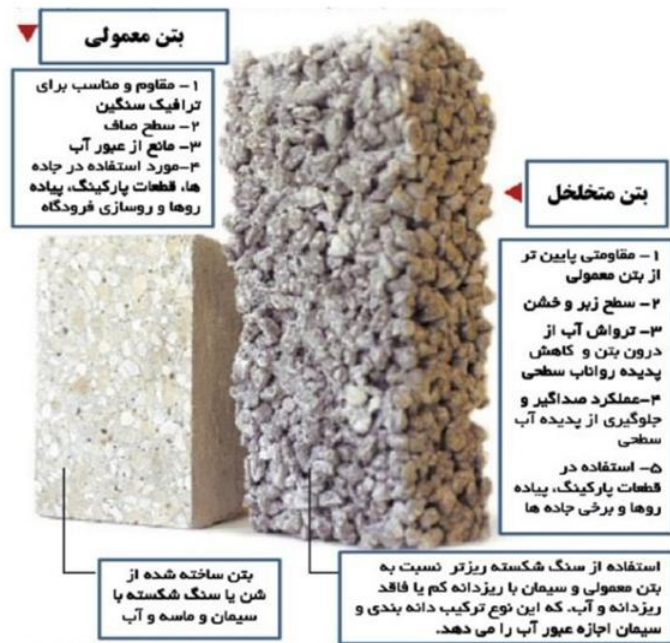 بتن معمولی
۱- مقاوم و مناسب برای
ترافیک سنگین
۲- سطح صاف
۳- مانع از عبور آب
۴-مورد استفاده در جاده
ها، قطعات پارکینگ، پیاده
روها و روسازی فرودگاه
بتن متخلخل
۱- مقاومتی پایین تر
از بتن معمولی
۲- سطح زبر و خشن
۳- ترواش آب از
درون بتن و کاهش
پدیده رواناب سطحی
۴-عملکرد صداگیر و
جلوگیری از پدیده آب
سطحی
۵- استفاده در
قطعات پارکینگ، پیاده
روها و برخی جاده ها
بتن ساخته شده از
شن یا سنگ شکسته با
سیمان و ماسه و آب
استفاده از سنگ شکسته ریزتر نسبت به
بتن معمولی و سیمان با ریزدانه کم یا فاقد
ریزدانه و آب. که این نوع ترکیب دانه بندی و
سیمان اجازه عبور آب را می دهد.